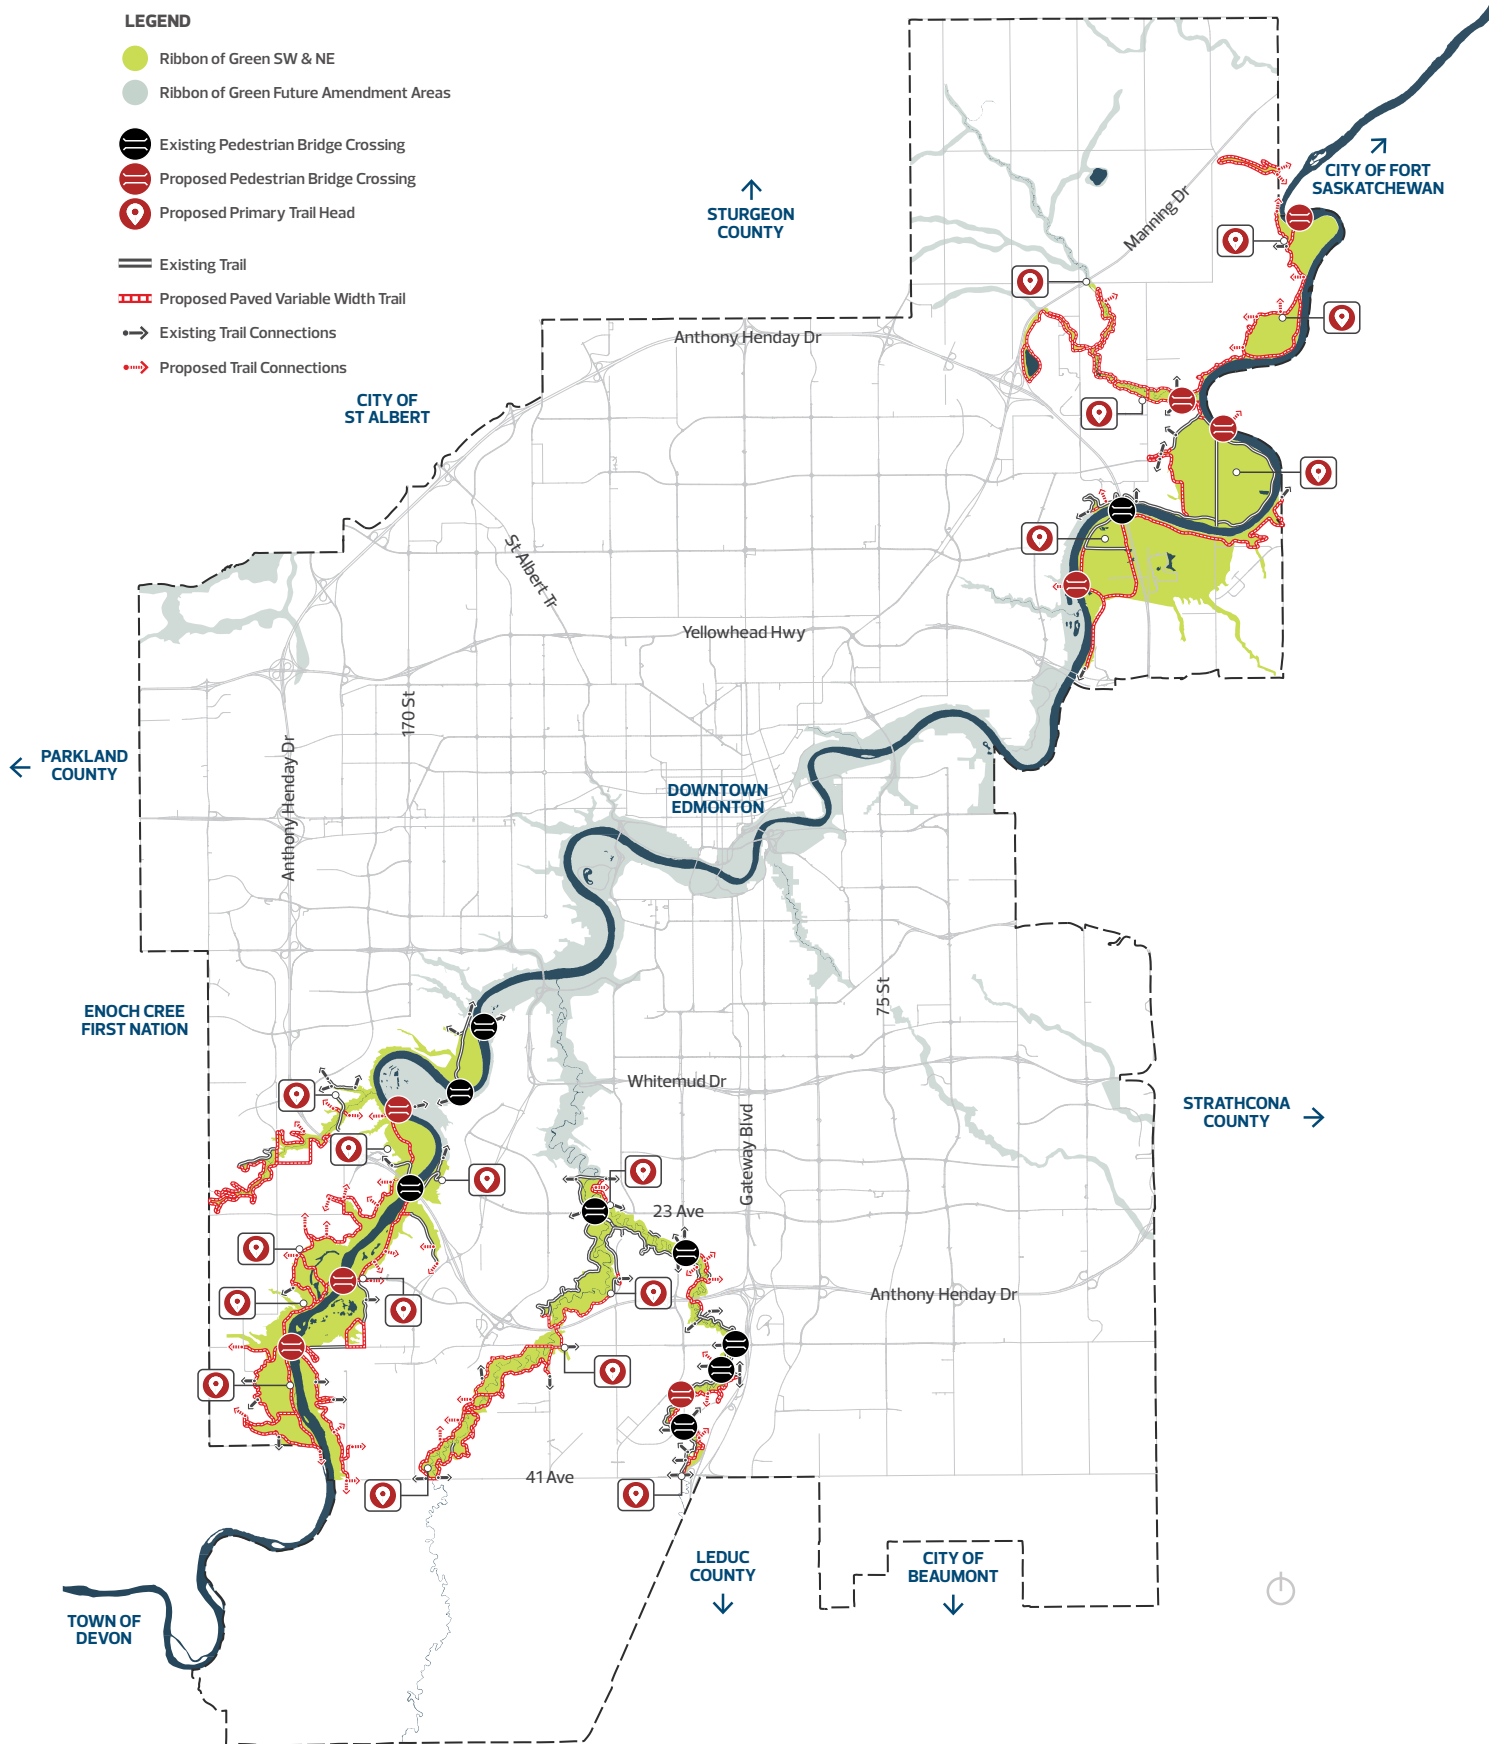 LEGEND
Ribbon of Green SW & NE
Ribbon of Green Future Amendment Areas
Existing Pedestrian Bridge Crossing
Proposed Pedestrian Bridge Crossing
Proposed Primary Trail Head
Existing Trail
Proposed Paved Variable Width Trail
Existing Trail Connections
Proposed Trail Connections
CITY OF FORT
SASKATCHEWAN
STURGEON
COUNTY
Manning Dr
Anthony Henday Dr
CITY OF
ST ALBERT
St Albert Tr
Yellowhead Hwy
170 St
Anthony Henday Dr
PARKLAND
COUNTY
DOWNTOWN
EDMONTON
75 St
ENOCH CREE
FIRST NATION
Whitemud Dr
Gateway Blvd
STRATHCONA
COUNTY
23 Ave
Anthony Henday Dr
41 Ave
LEDUC
COUNTY
CITY OF
BEAUMONT
TOWN OF
DEVON